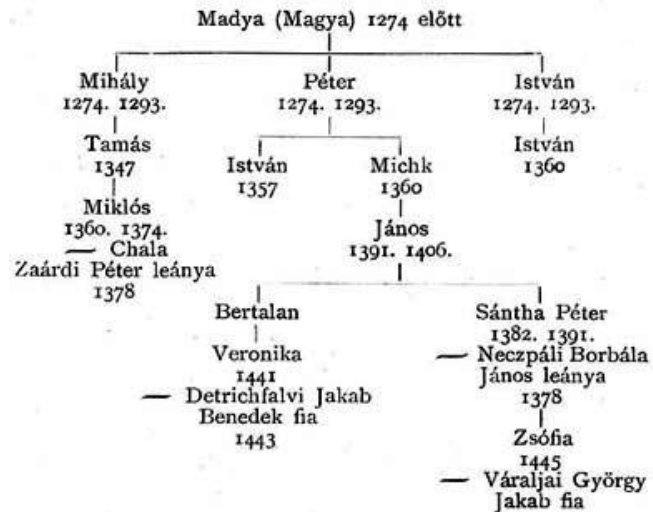 Madya (Magya) 1274 előtt
Mihály Péter István
1274. 1293. 1274. 1293. 1274. 1293.
Tamás István Michk István
1347 1357 1360 1360
Miklós János
1360. 1374. 1391. 1406.
— Chala
Zaárdi Péter leánya
1378
Bertalan Sántha Péter
1382. 1391.
Veronika — Neczpáli Borbála
1441 János leánya
— Detrichfalvi Jakab 1378
Benedek fia
1443 Zsófia
1445
— Váraljai György
Jakab fia